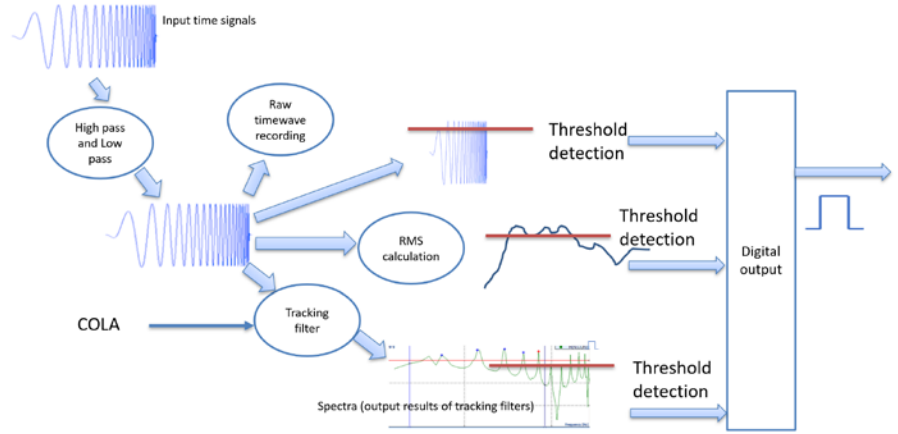 Input time signals
High pass
and Low
pass
Raw
timewave
recording
Threshold
detection
Threshold
detection
RMS
calculation
Digital
output
Tracking
filter
COLA
Threshold
detection
Spectra (output results of tracking filters)